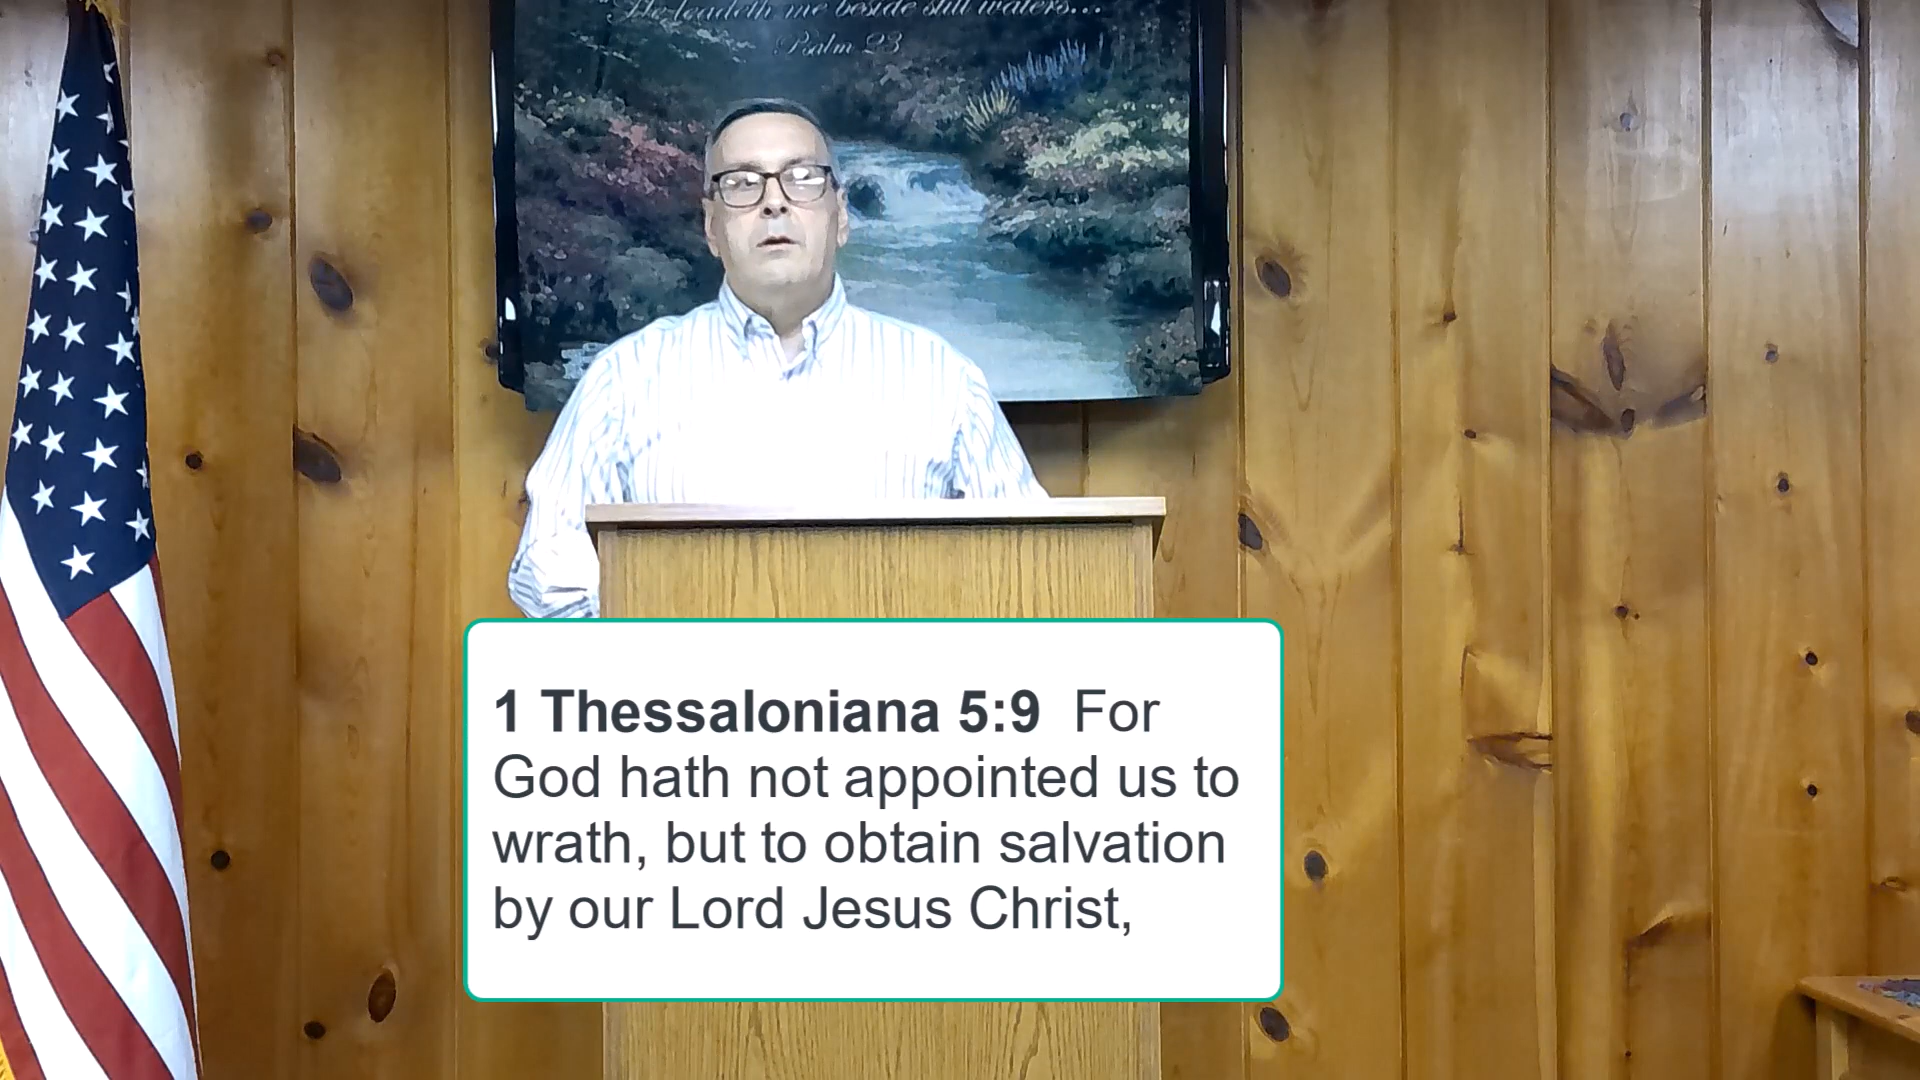 "He leadeth me beside still waters...
Psalm 23
1 Thessaloniana 5:9 For
God hath not appointed us to
wrath, but to obtain salvation
by our Lord Jesus Christ,